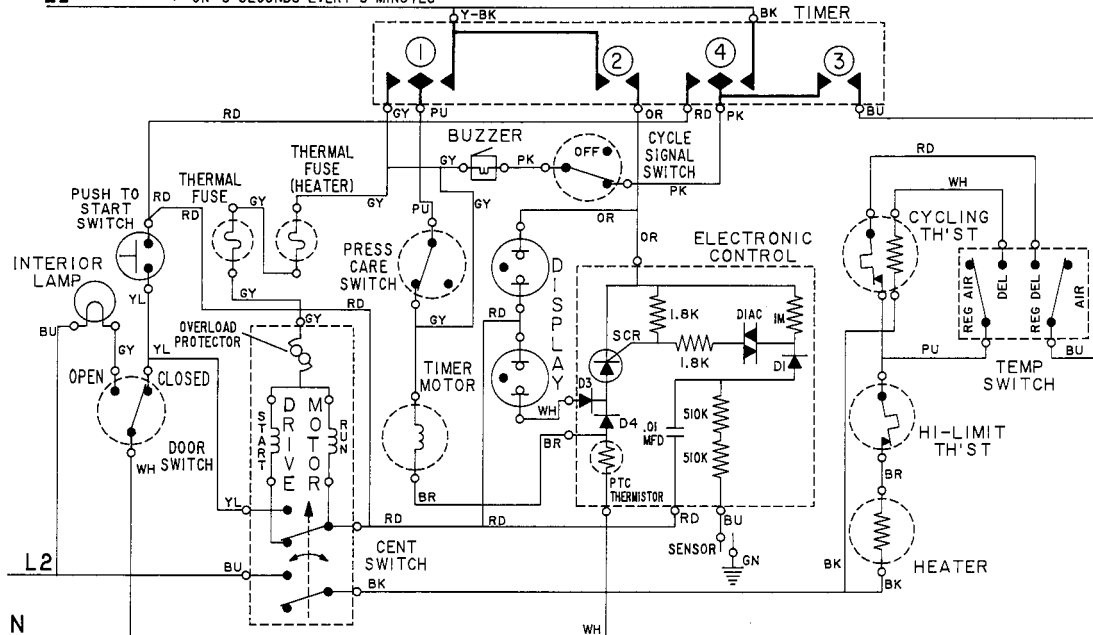 ON 5 SECONDS EVERY 5 MINUTES
Y-BK
BK
TIMER
1
2
4
3
GY
PU
OR
RD
PK
BU
RD
BUZZER
GY
PK
OFF
CYCLE
SIGNAL
SWITCH
PK
RD
WH
THERMAL
FUSE
(HEATER)
THERMAL
FUSE
GY
GY
PUSH TO
START
SWITCH
RD
RD
PU
GY
OR
OR
PRESS
CARE
SWITCH
ELECTRONIC
CONTROL
CYCLING
TH'ST
REG AIR
DEL
REG DEL
AIR
INTERIOR
LAMP
YL
GY
RD
GY
DISPLAY
RD
1.8K
DIAC
1M
SCR
1.8K
D1
BU
GY
YL
OVERLOAD
PROTECTOR
GY
PU
BU
TEMP
SWITCH
OPEN
CLOSED
TIMER
MOTOR
WH
D3
D4
.01
MFD
510K
510K
HI-LIMIT
TH'ST
DOOR
SWITCH
WH
START
DRIVE
MOTOR
RUN
BR
BR
PTC
THERMISTOR
BR
YL
RD
RD
RD
BU
CENT
SWITCH
SENSOR
GN
HEATER
L2
BU
BK
BK
BK
N
WH